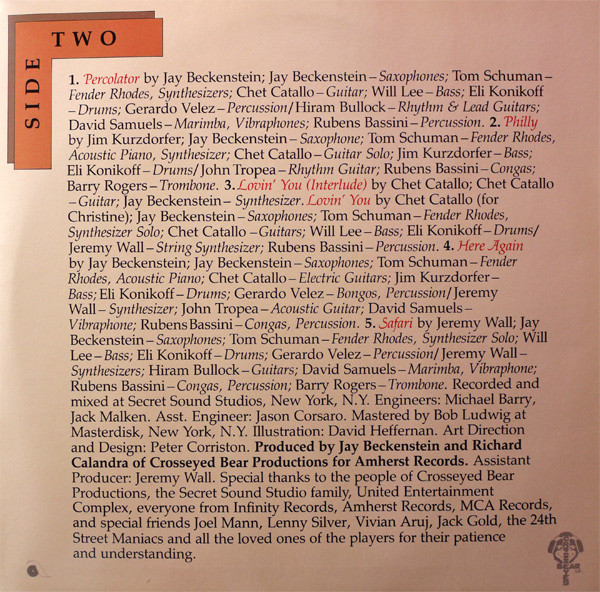 SIDE TWO
1. Percolator by Jay Beckenstein; Jay Beckenstein – Saxophones; Tom Schuman –
Fender Rhodes, Synthesizers; Chet Catallo – Guitar; Will Lee – Bass; Eli Konikoff
– Drums; Gerardo Velez – Percussion/Hiram Bullock – Rhythm & Lead Guitars;
David Samuels – Marimba, Vibraphones; Rubens Bassini – Percussion. 2. Philly
by Jim Kurzdorfer; Jay Beckenstein – Saxophone; Tom Schuman – Fender Rhodes,
Acoustic Piano, Synthesizer; Chet Catallo – Guitar Solo; Jim Kurzdorfer – Bass;
Eli Konikoff – Drums/John Tropea – Rhythm Guitar; Rubens Bassini – Congas;
Barry Rogers – Trombone. 3. Lovin' You (Interlude) by Chet Catallo; Chet Catallo
– Guitar; Jay Beckenstein – Synthesizer. Lovin' You by Chet Catallo (for
Christine); Jay Beckenstein – Saxophones; Tom Schuman – Fender Rhodes,
Synthesizer Solo; Chet Catallo – Guitars; Will Lee – Bass; Eli Konikoff – Drums/
Jeremy Wall – String Synthesizer; Rubens Bassini – Percussion. 4. Here Again
by Jay Beckenstein; Jay Beckenstein – Saxophones; Tom Schuman – Fender
Rhodes, Acoustic Piano; Chet Catallo – Electric Guitars; Jim Kurzdorfer –
Bass; Eli Konikoff – Drums; Gerardo Velez – Bongos, Percussion/Jeremy
Wall – Synthesizer; John Tropea – Acoustic Guitar; David Samuels –
Vibraphone; Rubens Bassini – Congas, Percussion. 5. Safari by Jeremy Wall; Jay
Beckenstein – Saxophones; Tom Schuman – Fender Rhodes, Synthesizer Solo; Will
Lee – Bass; Eli Konikoff – Drums; Gerardo Velez – Percussion/Jeremy Wall –
Synthesizers; Hiram Bullock – Guitars; David Samuels – Marimba, Vibraphone;
Rubens Bassini – Congas, Percussion; Barry Rogers – Trombone. Recorded and
mixed at Secret Sound Studios, New York, N.Y. Engineers: Michael Barry,
Jack Malken. Asst. Engineer: Jason Corsaro. Mastered by Bob Ludwig at
Masterdisk, New York, N.Y. Illustration: David Heffernan. Art Direction
and Design: Peter Corriston. Produced by Jay Beckenstein and Richard
Calandra of Crosseyed Bear Productions for Amherst Records. Assistant
Producer: Jeremy Wall. Special thanks to the people of Crosseyed Bear
Productions, the Secret Sound Studio family, United Entertainment
Complex, everyone from Infinity Records, Amherst Records, MCA Records,
and special friends Joel Mann, Lenny Silver, Vivian Aruj, Jack Gold, the 24th
Street Maniacs and all the loved ones of the players for their patience
and understanding.
BEAR